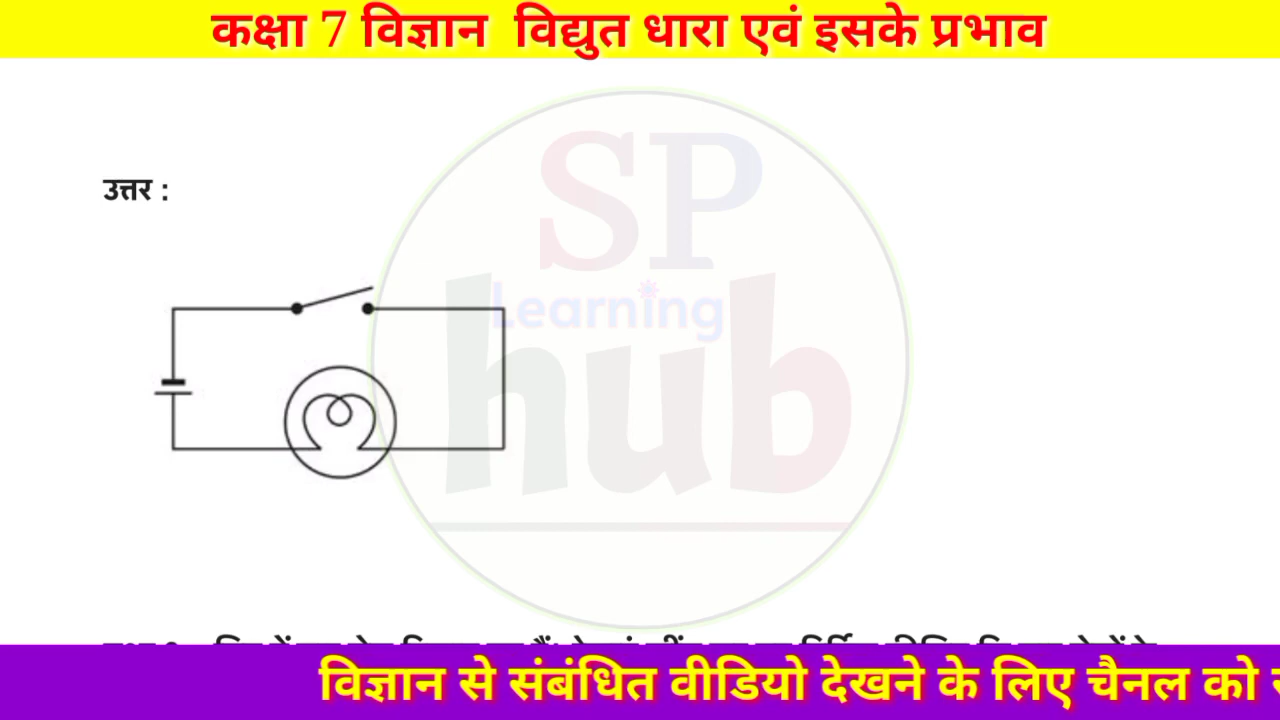 कक्षा 7 विज्ञान विद्युत धारा एवं इसके प्रभाव
SP
Learning
hub
उत्तर :
विज्ञान से संबंधित वीडियो देखने के लिए चैनल को